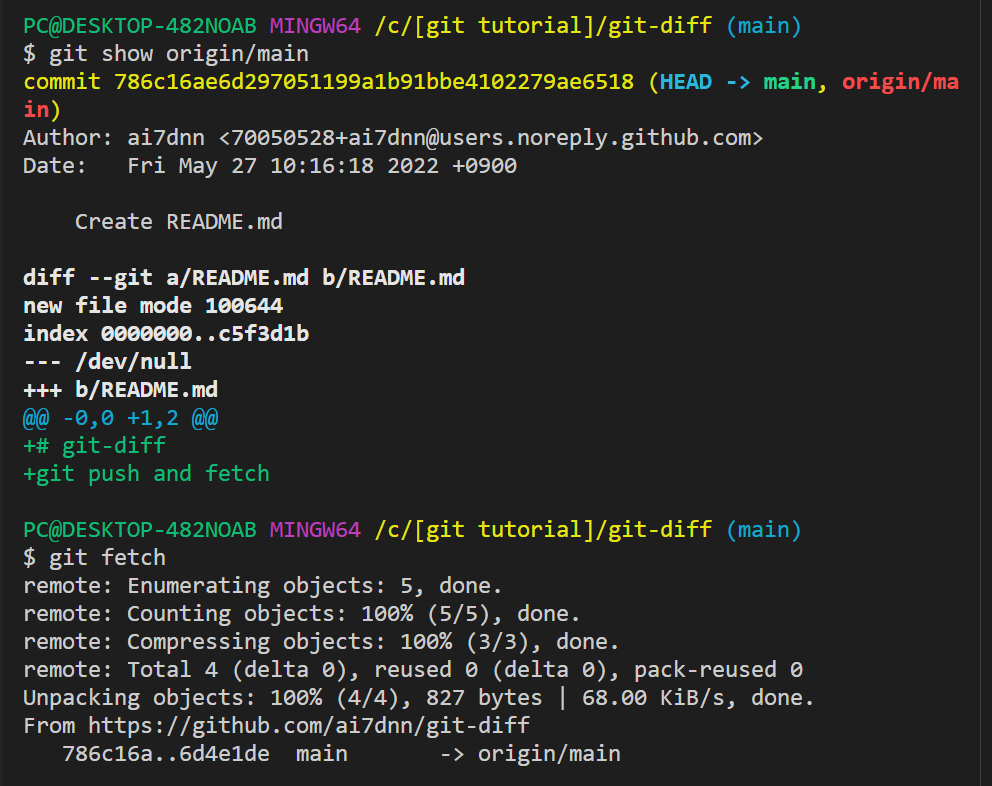 PC@DESKTOP-482NOAB MINGW64 /c/[git tutorial]/git-diff (main)
$ git show origin/main
commit 786c16ae6d297051199a1b91bbe4102279ae6518 (HEAD -> main, origin/ma
in)
Author: ai7dnn <70050528+ai7dnn@users.noreply.github.com>
Date:   Fri May 27 10:16:18 2022 +0900
    Create README.md
diff --git a/README.md b/README.md
new file mode 100644
index 0000000..c5f3d1b
--- /dev/null
+++ b/README.md
@@ -0,0 +1,2 @@
+# git-diff
+git push and fetch
PC@DESKTOP-482NOAB MINGW64 /c/[git tutorial]/git-diff (main)
$ git fetch
remote: Enumerating objects: 5, done.
remote: Counting objects: 100% (5/5), done.
remote: Compressing objects: 100% (3/3), done.
remote: Total 4 (delta 0), reused 0 (delta 0), pack-reused 0
Unpacking objects: 100% (4/4), 827 bytes | 68.00 KiB/s, done.
From https://github.com/ai7dnn/git-diff
   786c16a..6d4e1de  main       -> origin/main